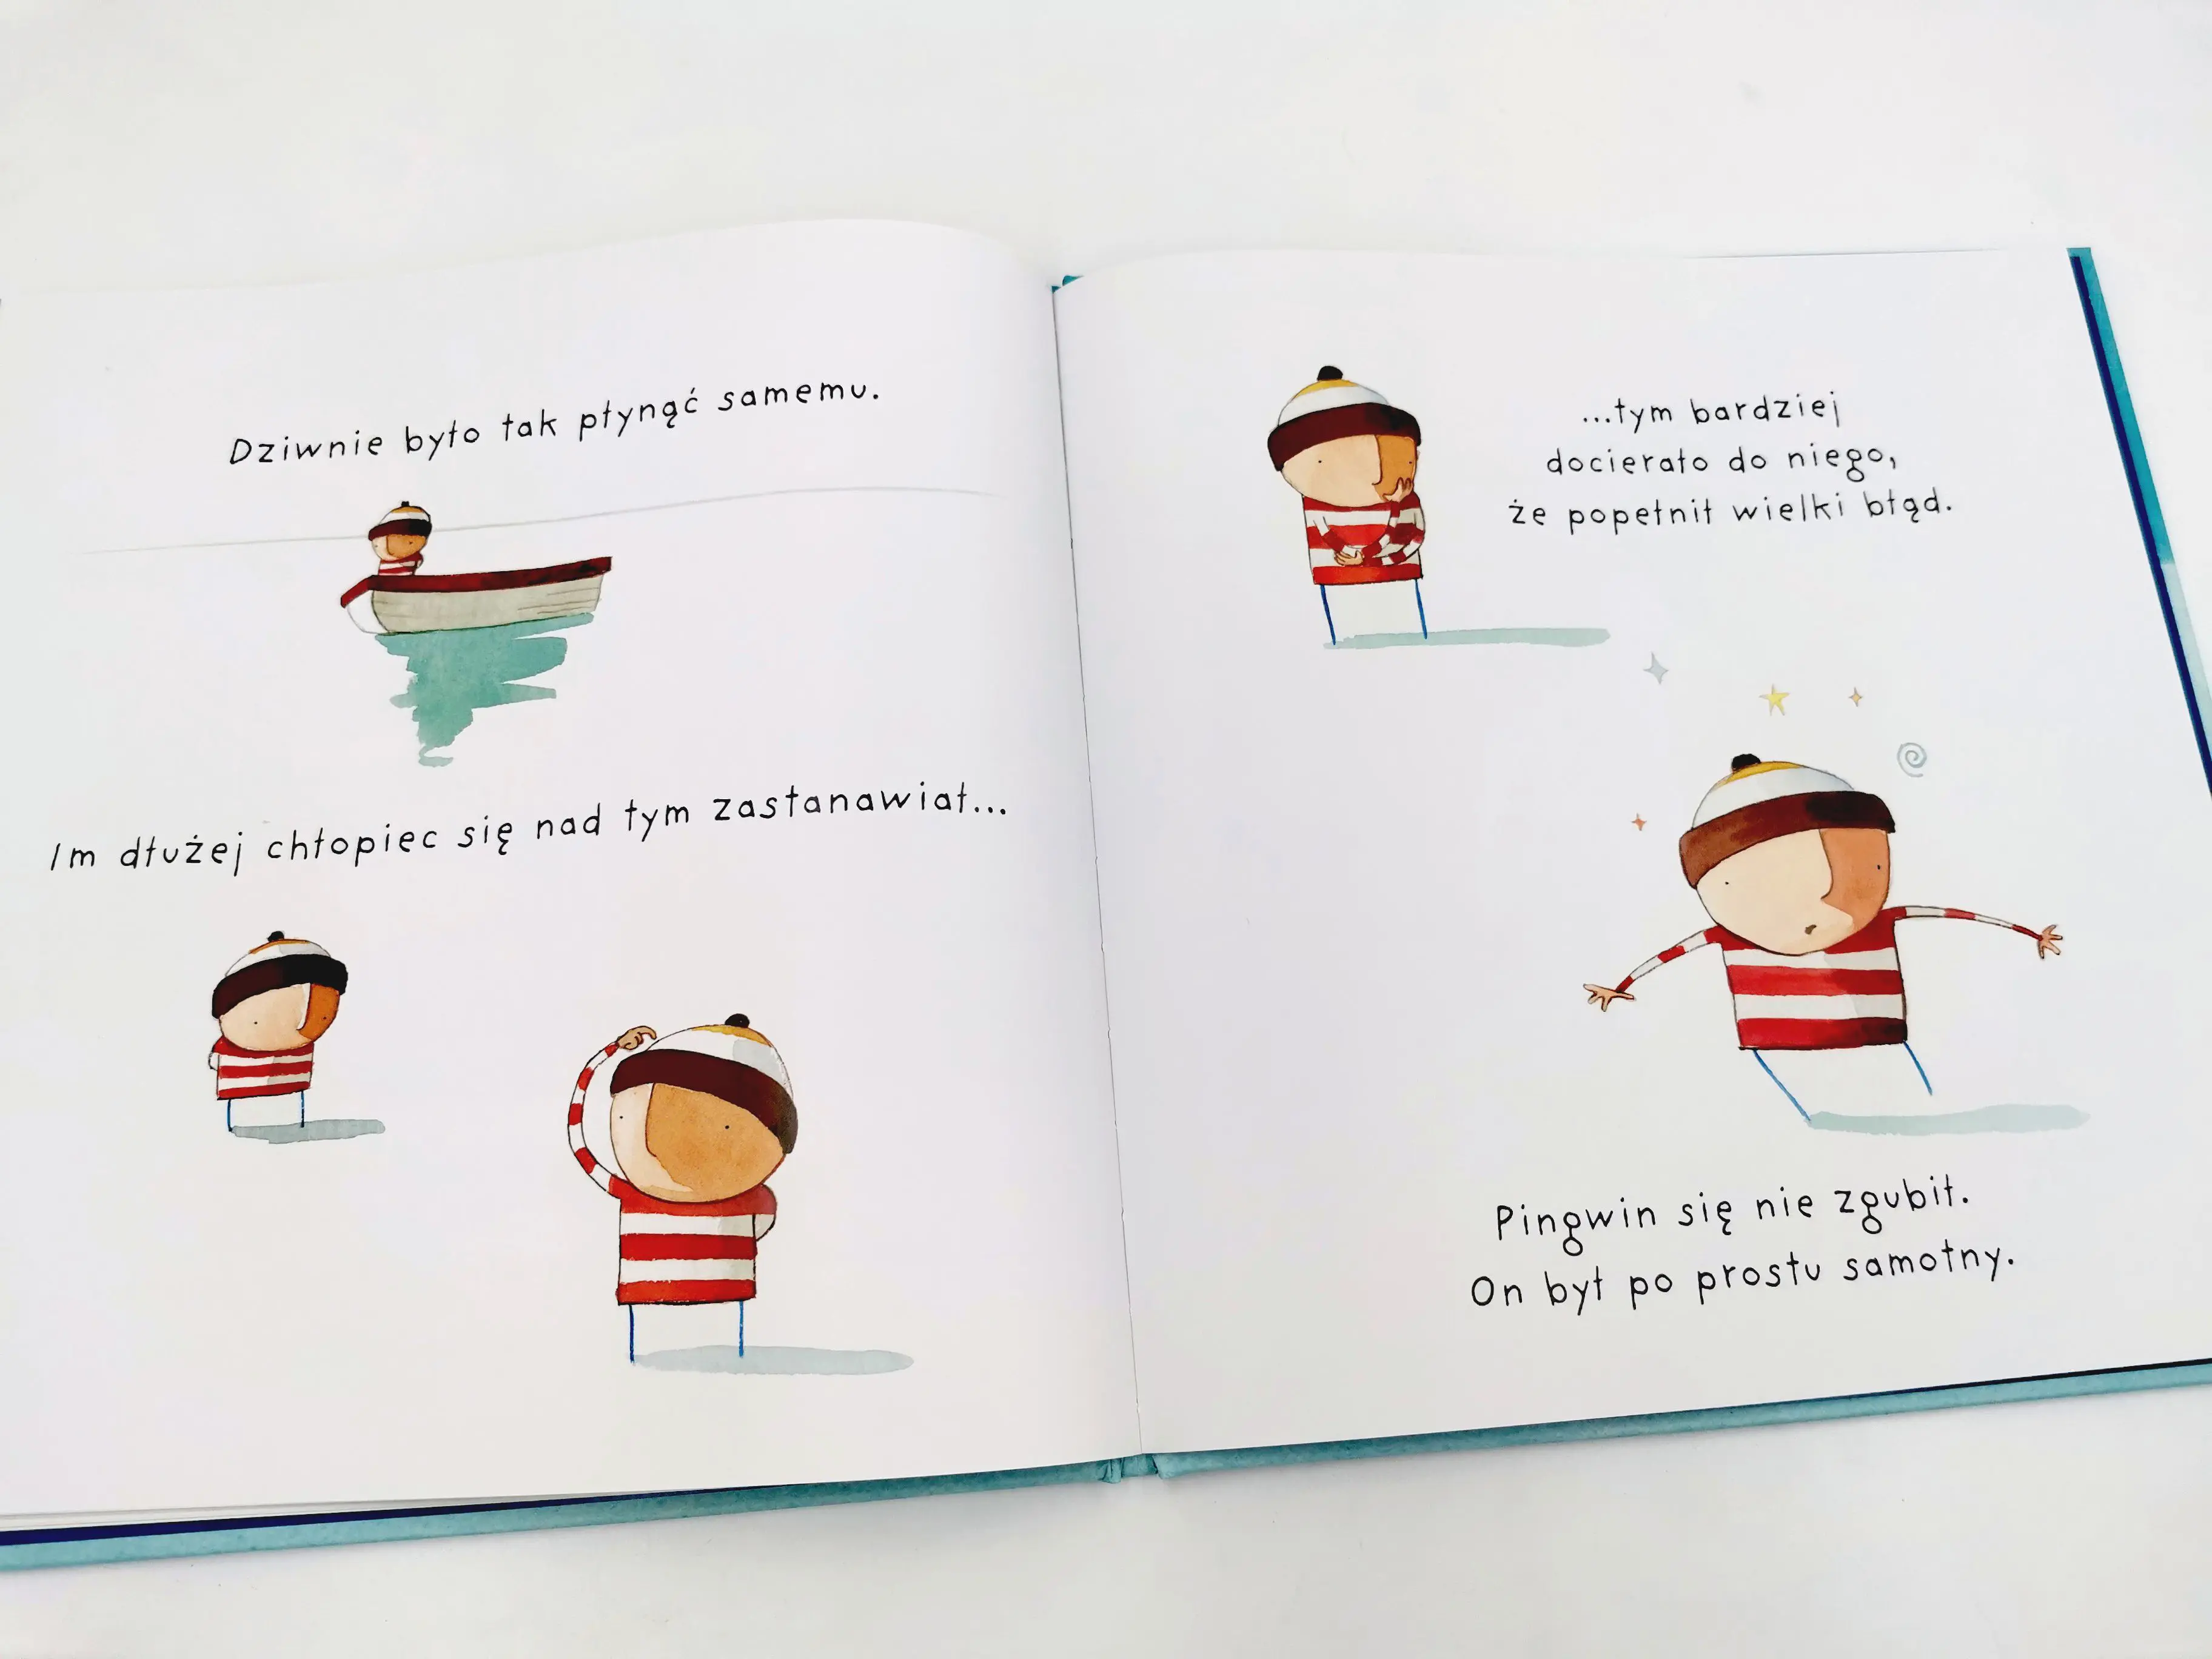 Dziwnie było tak płynąć samemu.
Im dłużej chłopiec się nad tym zastanawiał...
...tym bardziej
docierało do niego,
że popełnił wielki błąd.
Pingwin się nie zgubił.
On był po prostu samotny.